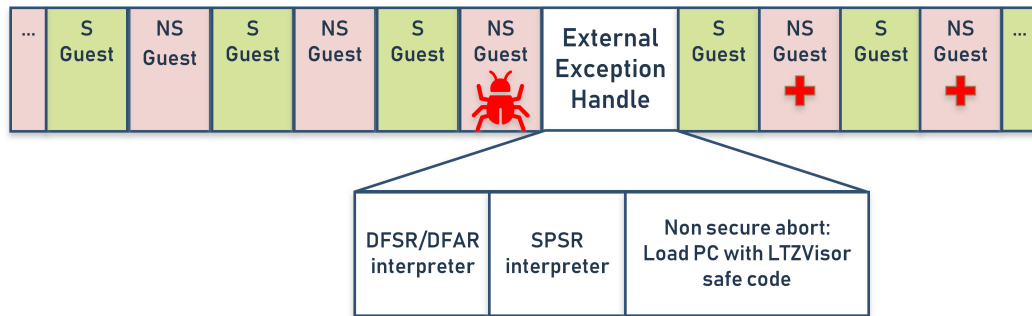 ...
S
Guest
NS
Guest
S
Guest
NS
Guest
S
Guest
NS
Guest
External
Exception
Handle
S
Guest
NS
Guest
S
Guest
NS
Guest
...
DFSR/DFAR
interpreter
SPSR
interpreter
Non secure abort:
Load PC with LTZVisor
safe code